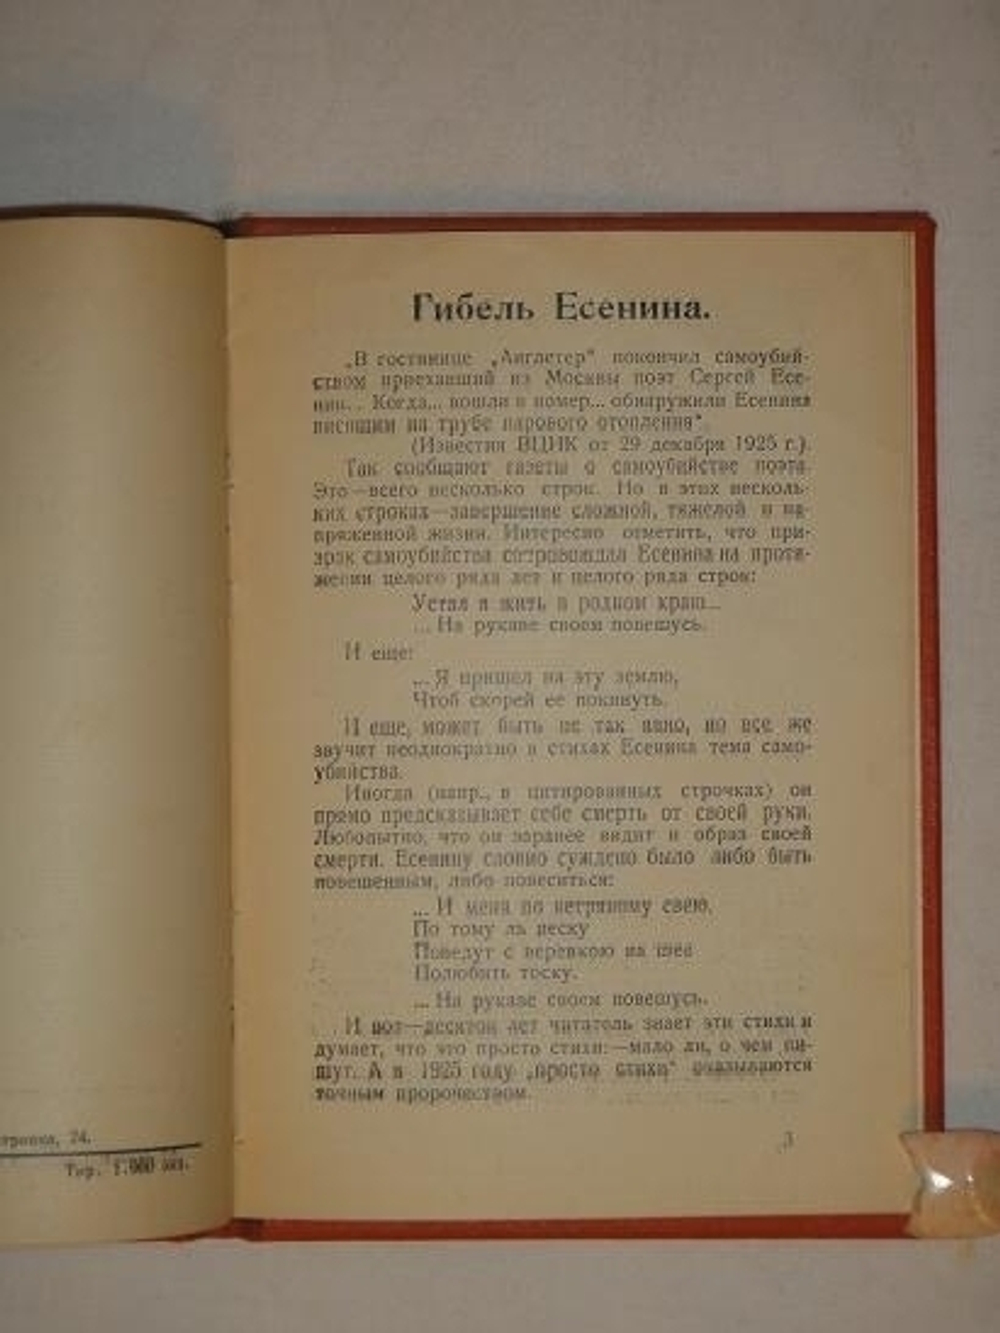 Гибель Есенина.
„В гостинице „Англетер“ покончил самоубий-
ством приехавший из Москвы поэт Сергей Есе-
нин... Когда... вошли в номер... обнаружили Есенина
висящим на трубе парового отопления“.
(Известия ВЦИК от 29 декабря 1925 г.).
Так сообщают газеты о самоубийстве поэта.
Это—всего несколько строк. Но в этих несколь-
ких строках—завершение сложной, тяжелой и на-
пряженной жизни. Интересно отметить, что при-
зрак самоубийства сопровождал Есенина на протя-
жении целого ряда лет и целого ряда строк:
Устал я жить в родном краю...
... На рукаве своем повешусь.
И еще:
... Я пришел на эту землю,
Чтоб скорей ее покинуть.
И еще, может быть не так явно, но все же
звучит неоднократно в стихах Есенина тема само-
убийства.
Иногда (напр., в цитированных строчках) он
прямо предсказывает себе смерть от своей руки.
Любопытно, что он заранее видит и образ своей
смерти. Есенину словно суждено было либо быть
повешенным, либо повеситься:
... И меня по ветряному свею,
По тому ль песку
Поведут с веревкою на шее
Полюбить тоску.
... На рукаве своем повешусь.
И вот—десяток лет читатель знает эти стихи и
думает, что это просто стихи:—мало ли, о чем пи-
шут. А в 1925 году „просто стихи“ оказываются
точным пророчеством.
3
74.
Тир. 1.000 экз.